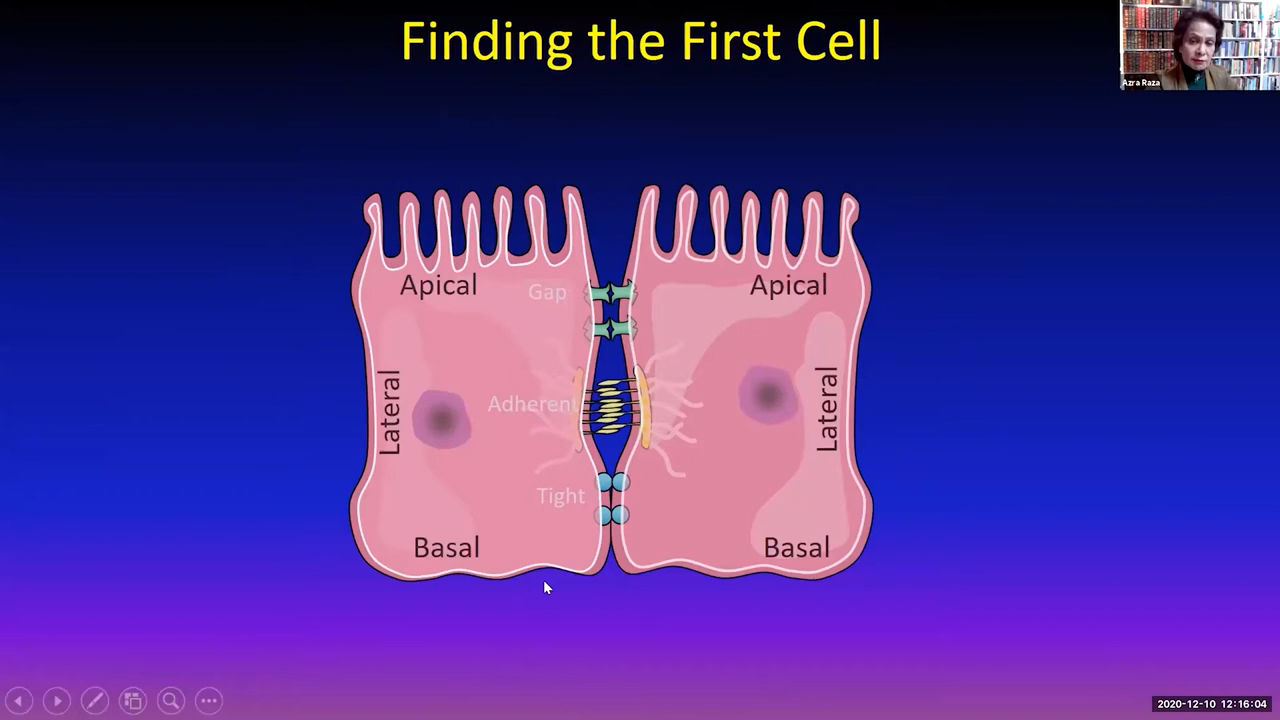 Finding the First Cell
Azra Raza
Apical
Gap
Apical
Lateral
Adherent
Lateral
Tight
Basal
Basal
2020-12-10 12:16:04